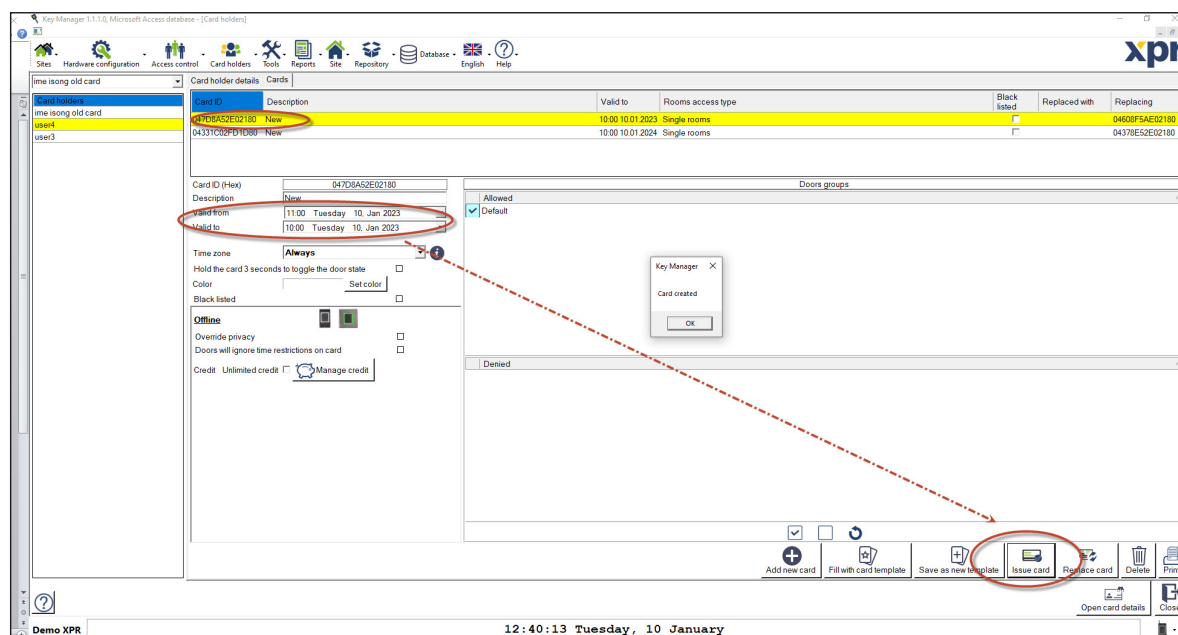 Key Manager 1.1.1.0, Microsoft Access database - [Card holders]
Sites Hardware configuration Access control Card holders Tools Reports Site Repository Database English Help
xpr
ime isong old card
Card holder details Cards
Card holders
ime isong old card
user4
user3
Card ID Description Valid to Rooms access type Black listed Replaced with Replacing
047D8A52E02180 New 10:00 10.01.2023 Single rooms 04608F5AE02180
04331C02FD1D80 New 10:00 10.01.2024 Single rooms 04378E52E02180
Card ID (Hex) 047D8A52E02180
Description New
Valid from 11:00 Tuesday 10, Jan 2023
Valid to 10:00 Tuesday 10, Jan 2023
Time zone Always
Hold the card 3 seconds to toggle the door state
Color Set color
Black listed
Offline
Override privacy
Doors will ignore time restrictions on card
Credit Unlimited credit Manage credit
Doors groups
Allowed
Default
Key Manager
Card created
OK
Denied
Add new card Fill with card template Save as new template Issue card Replace card Delete Print
Open card details Close
Demo XPR 12:40:13 Tuesday, 10 January